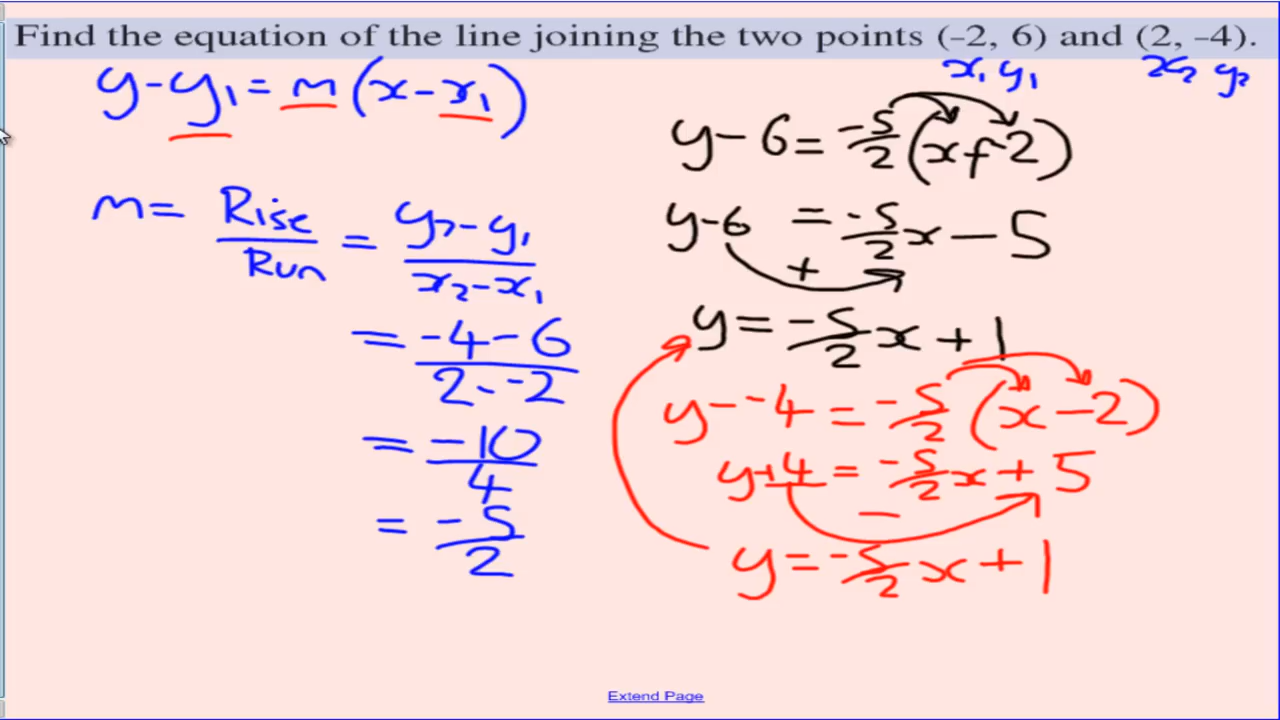 Find the equation of the line joining the two points (-2, 6) and (2, -4).
x₁ y₁ x₂ y₂
y - y₁ = m (x - x₁)
m = Rise/Run = y₂ - y₁/x₂ - x₁
= -4 - 6/2 - -2
= -10/4
= -5/2
y - 6 = -5/2 (x + 2)
y - 6 = -5/2 x - 5
+
y = -5/2 x + 1
y - -4 = -5/2 (x - 2)
y + 4 = -5/2 x + 5
-
y = -5/2 x + 1
Extend Page